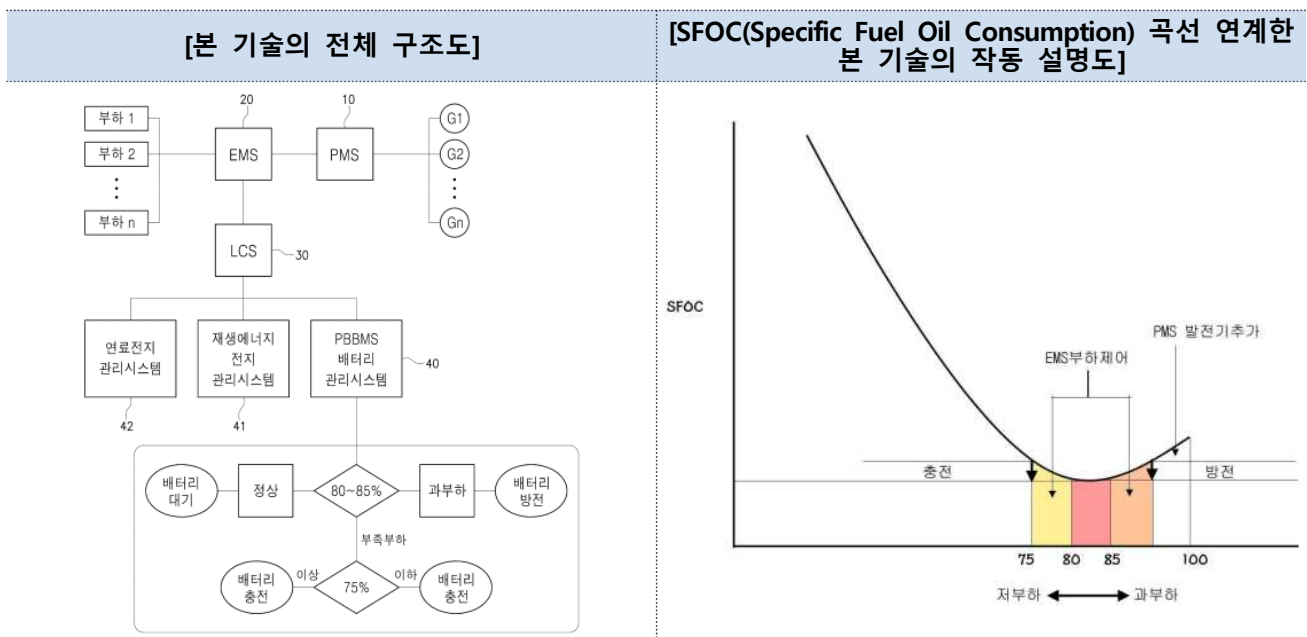 [본 기술의 전체 구조도]
[SFOC(Specific Fuel Oil Consumption) 곡선 연계한
본 기술의 작동 설명도]
20
10
부하 1
부하 2
부하 n
EMS
PMS
G1
G2
Gn
LCS
30
연료전지
관리시스템
42
재생에너지
전지
관리시스템
41
PBBMS
배터리
관리시스템
40
배터리
대기
정상
80~85%
과부하
배터리
방전
부족부하
배터리
충전
이상
75%
이하
배터리
충전
SFOC
PMS 발전기추가
EMS부하제어
충전
방전
75
80
85
100
저부하
과부하